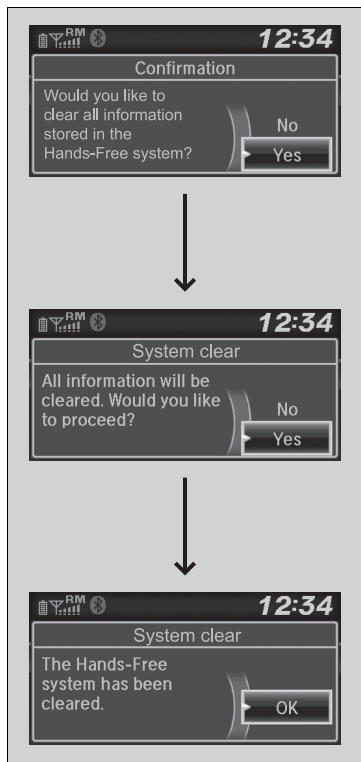 RM 12:34
Confirmation
Would you like to
clear all information
stored in the
Hands-Free system?
No
Yes
RM 12:34
System clear
All information will be
cleared. Would you like
to proceed?
No
Yes
RM 12:34
System clear
The Hands-Free
system has been
cleared.
OK